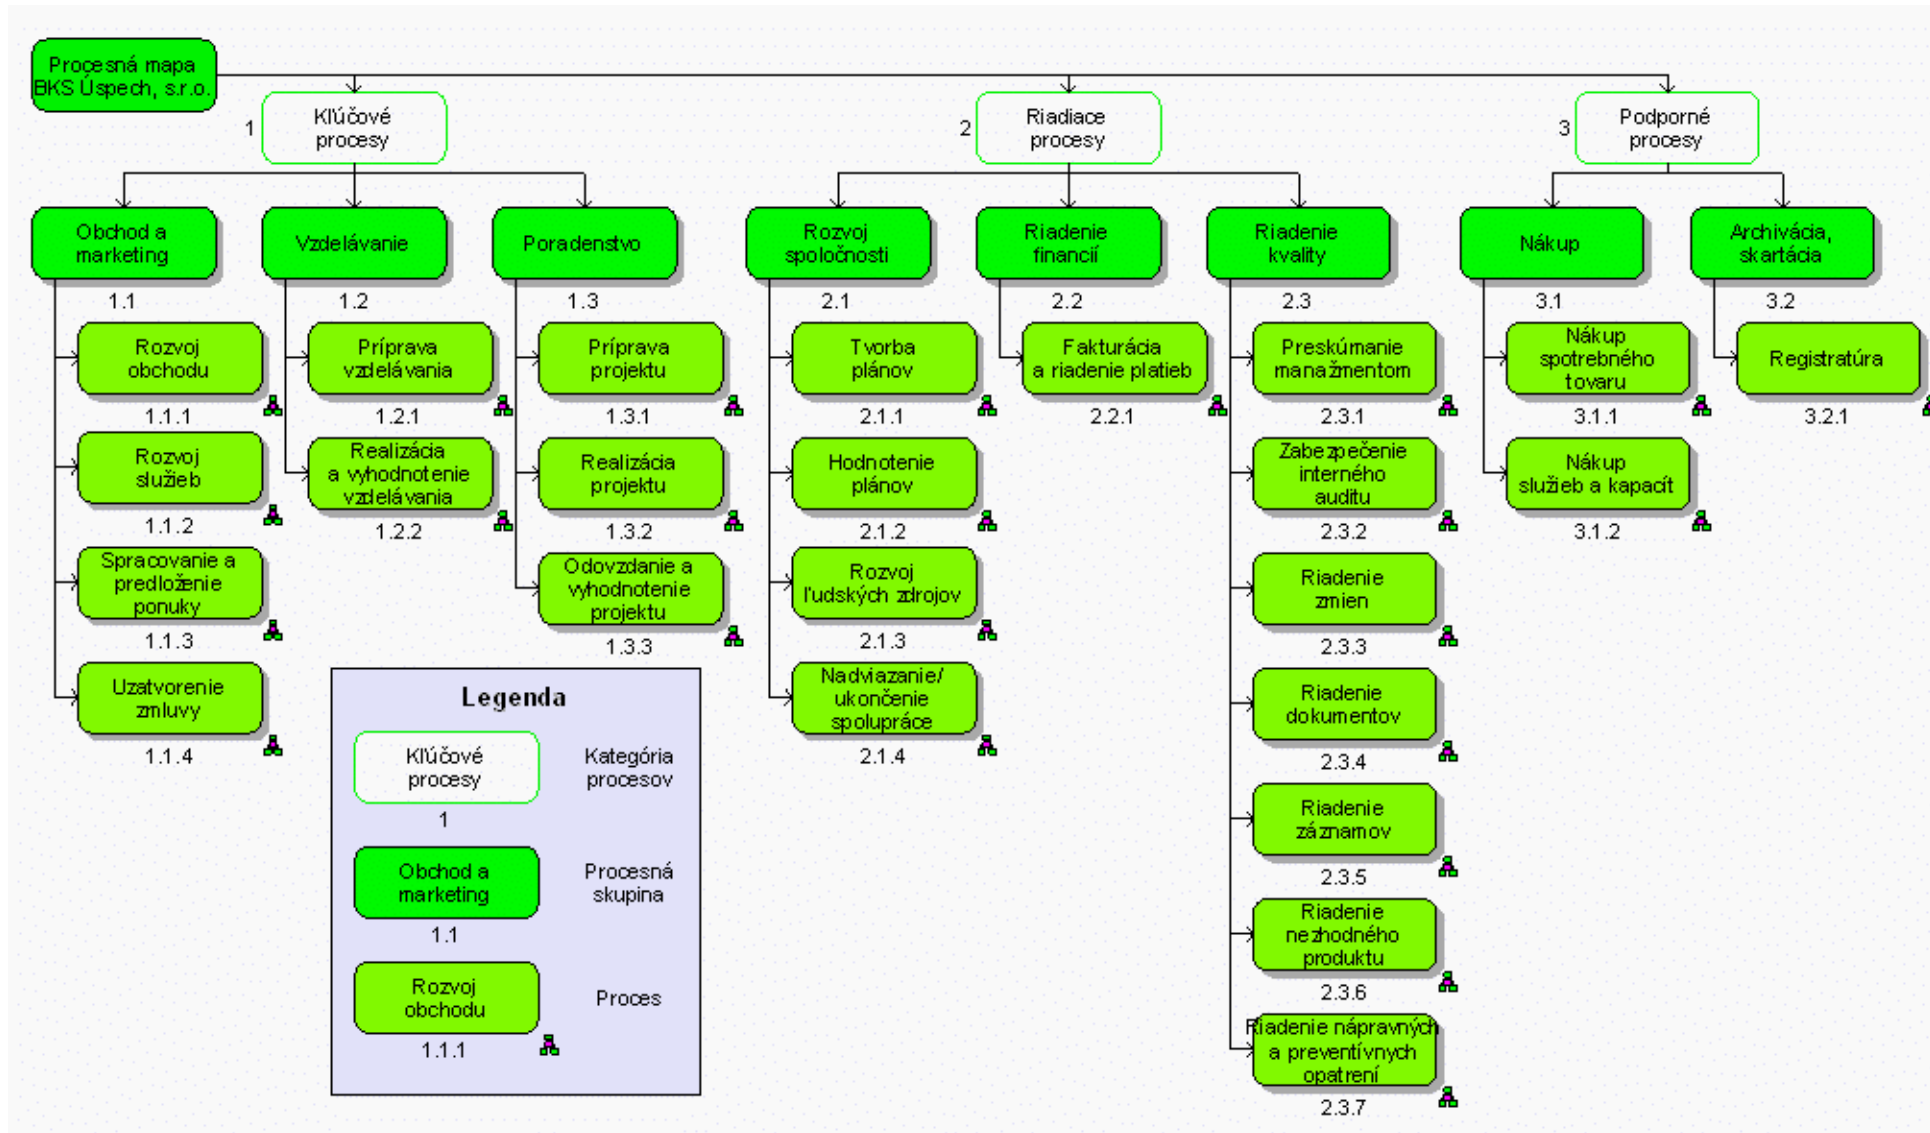 Procesná mapa
BKS Úspech, s.r.o.
1
Kľúčové
procesy
2
Riadiace
procesy
3
Podporné
procesy
Obchod a
marketing
1.1
Vzdelávanie
1.2
Poradenstvo
1.3
Rozvoj
spoločnosti
2.1
Riadenie
financií
2.2
Riadenie
kvality
2.3
Nákup
3.1
Archivácia,
skartácia
3.2
Rozvoj
obchodu
1.1.1
Rozvoj
služieb
1.1.2
Spracovanie a
predloženie
ponuky
1.1.3
Uzatvorenie
zmluvy
1.1.4
Príprava
vzdelávania
1.2.1
Realizácia
a vyhodnotenie
vzdelávania
1.2.2
Príprava
projektu
1.3.1
Realizácia
projektu
1.3.2
Odovzdanie a
vyhodnotenie
projektu
1.3.3
Tvorba
plánov
2.1.1
Hodnotenie
plánov
2.1.2
Rozvoj
ľudských zdrojov
2.1.3
Nadviazanie/
ukončenie
spolupráce
2.1.4
Fakturácia
a riadenie platieb
2.2.1
Preskúmanie
manažmentom
2.3.1
Zabezpečenie
interného
auditu
2.3.2
Riadenie
zmien
2.3.3
Riadenie
dokumentov
2.3.4
Riadenie
záznamov
2.3.5
Riadenie
nezhodného
produktu
2.3.6
Riadenie nápravných
a preventívnych
opatrení
2.3.7
Nákup
spotrebného
tovaru
3.1.1
Nákup
služieb a kapacít
3.1.2
Registratúra
3.2.1
Legenda
Kľúčové
procesy
1
Kategória
procesov
Obchod a
marketing
1.1
Procesná
skupina
Rozvoj
obchodu
1.1.1
Proces